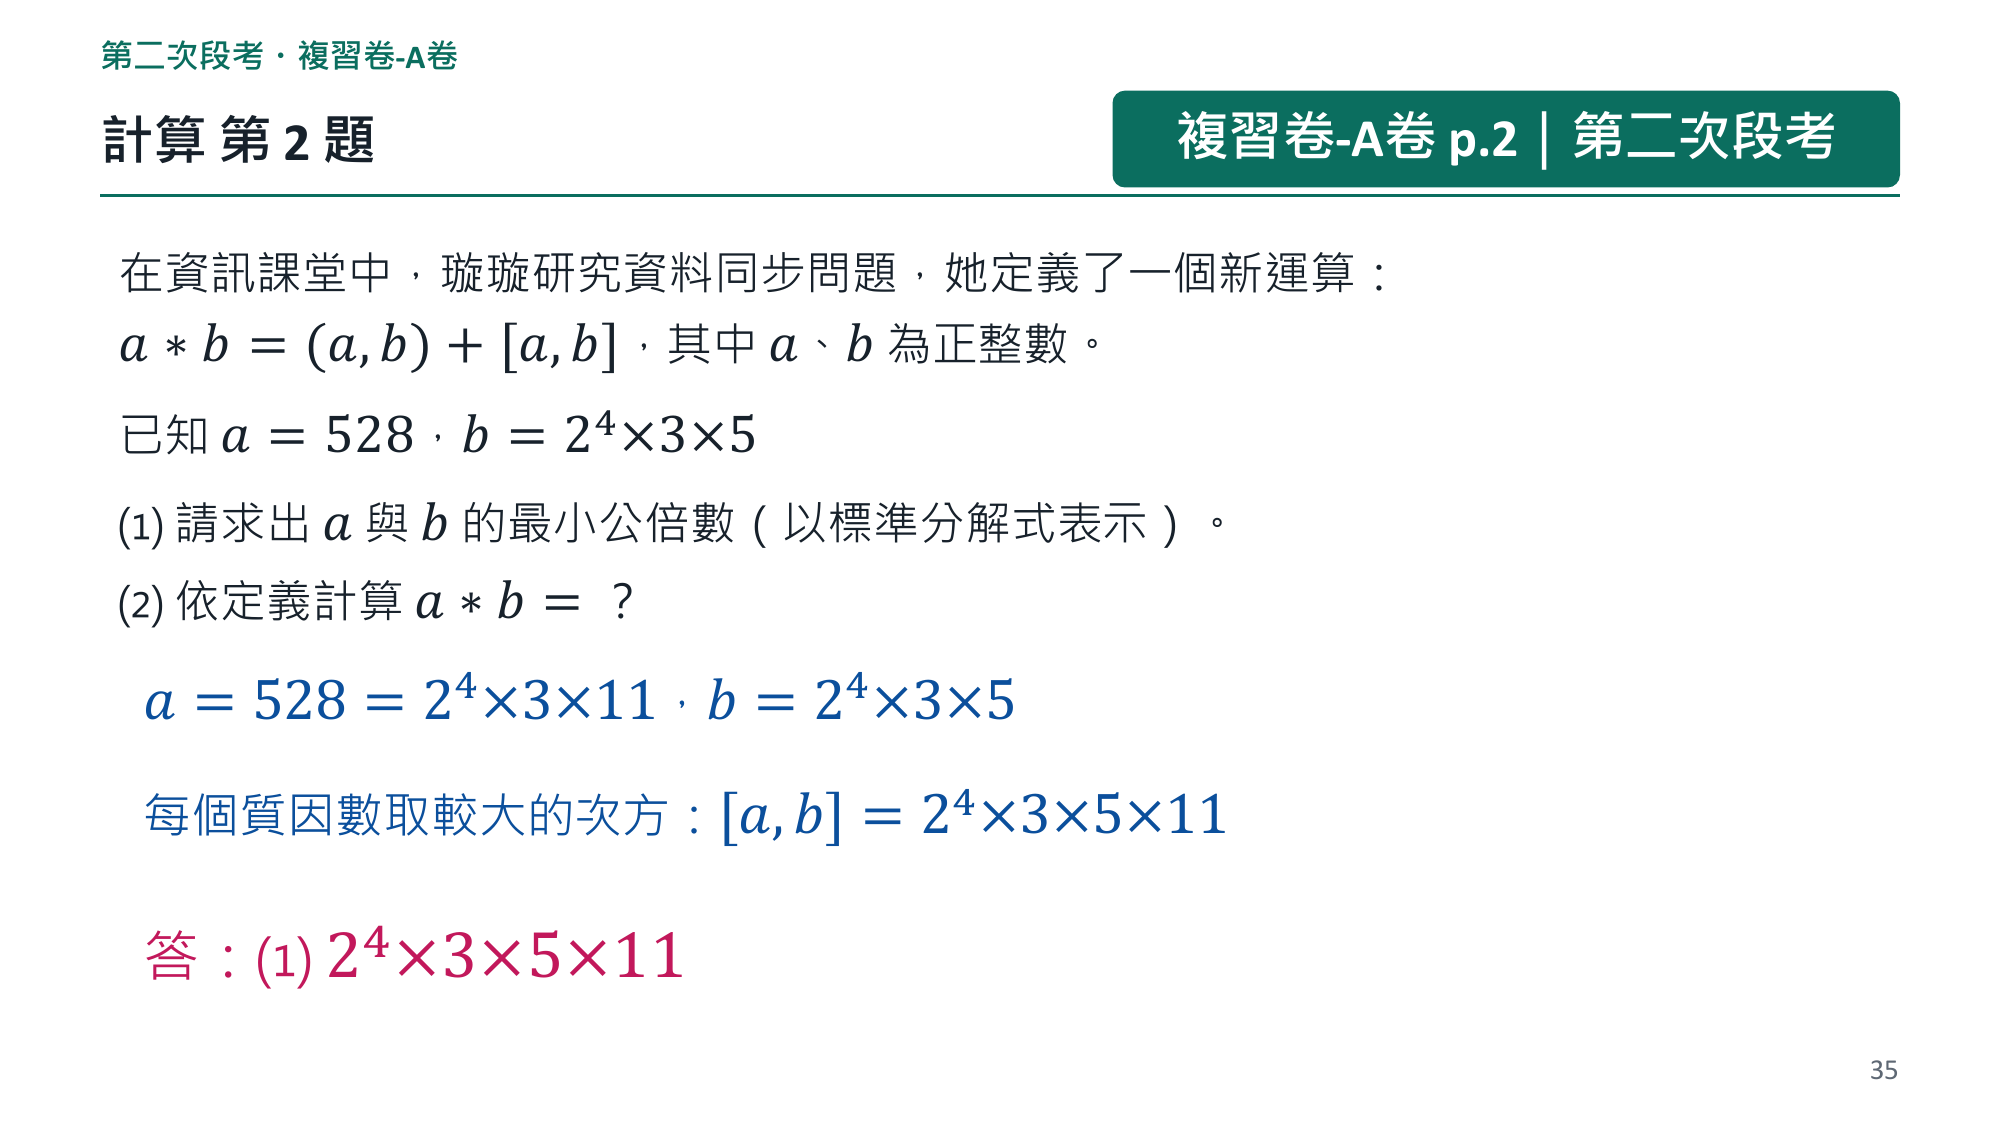 第二次段考・複習卷-A卷
計算 第 2 題
複習卷-A卷 p.2｜第二次段考
在資訊課堂中，璇璇研究資料同步問題，她定義了一個新運算：
a ∗ b = (a, b) + [a, b]，其中 a、b 為正整數。
已知 a = 528，b = 2⁴×3×5
(1) 請求出 a 與 b 的最小公倍數（以標準分解式表示）。
(2) 依定義計算 a ∗ b = ？
a = 528 = 2⁴×3×11，b = 2⁴×3×5
每個質因數取較大的次方：[a, b] = 2⁴×3×5×11
答：(1) 2⁴×3×5×11
35